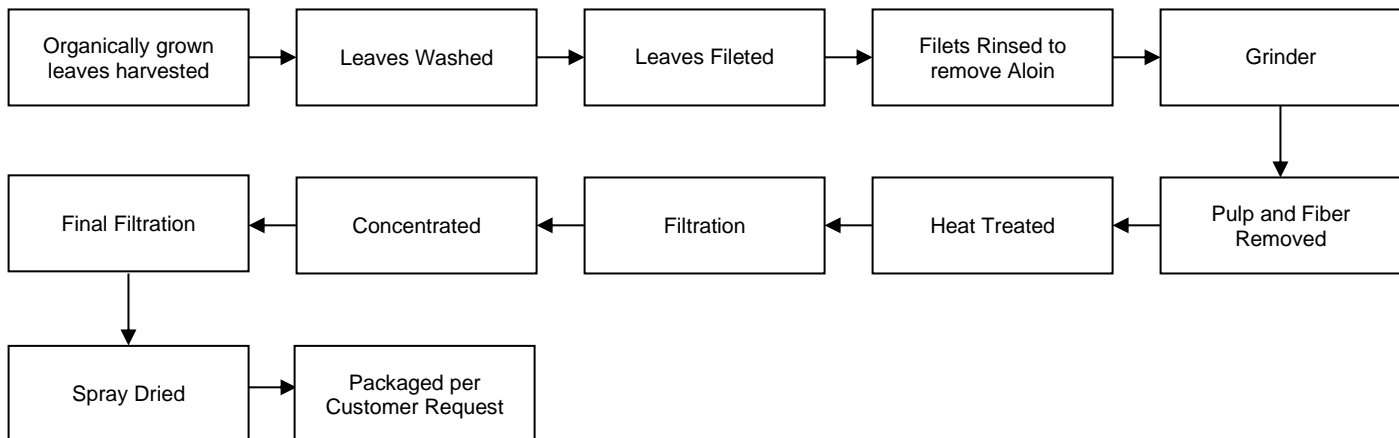 Organically grown
leaves harvested
Leaves Washed
Leaves Fileted
Filets Rinsed to
remove Aloin
Grinder
Pulp and Fiber
Removed
Heat Treated
Filtration
Concentrated
Final Filtration
Spray Dried
Packaged per
Customer Request